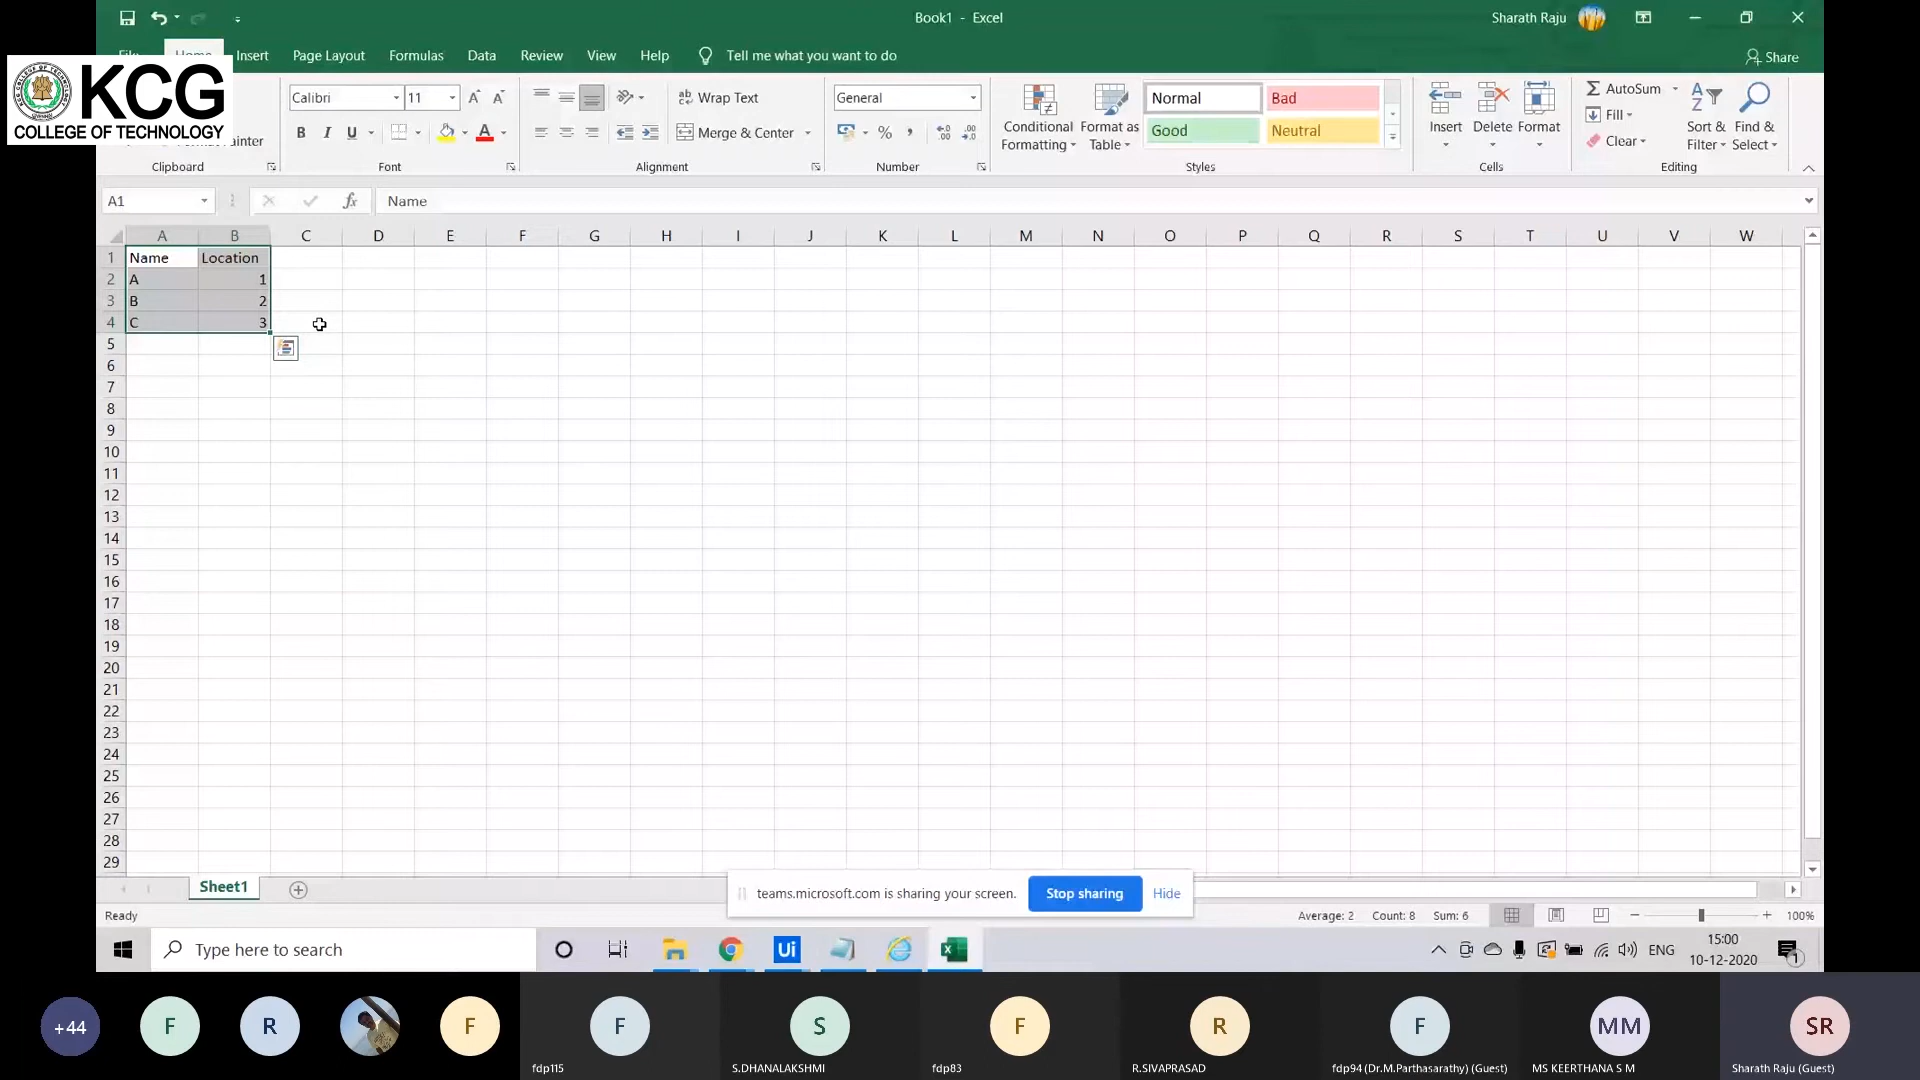 Book1 - Excel
Sharath Raju
Home
Insert
Page Layout
Formulas
Data
Review
View
Help
Tell me what you want to do
Share
KCG
COLLEGE OF TECHNOLOGY
Calibri
11
Wrap Text
Merge & Center
General
Conditional
Formatting
Format as
Table
Normal
Bad
Good
Neutral
Insert
Delete
Format
AutoSum
Fill
Clear
Sort &
Filter
Find &
Select
Clipboard
Font
Alignment
Number
Styles
Cells
Editing
A1
fx
Name
A B C D E F G H I J K L M N O P Q R S T U V W
1 Name Location
2 A 1
3 B 2
4 C 3
5
6
7
8
9
10
11
12
13
14
15
16
17
18
19
20
21
22
23
24
25
26
27
28
29
Sheet1
teams.microsoft.com is sharing your screen.
Stop sharing
Hide
Ready
Average: 2
Count: 8
Sum: 6
100%
Type here to search
Ui
ENG
15:00
10-12-2020
1
+44
F
R
F
F
fdp115
S
S.DHANALAKSHMI
F
fdp83
R
R.SIVAPRASAD
F
fdp94 (Dr.M.Parthasarathy) (Guest)
MM
MS KEERTHANA S M
SR
Sharath Raju (Guest)